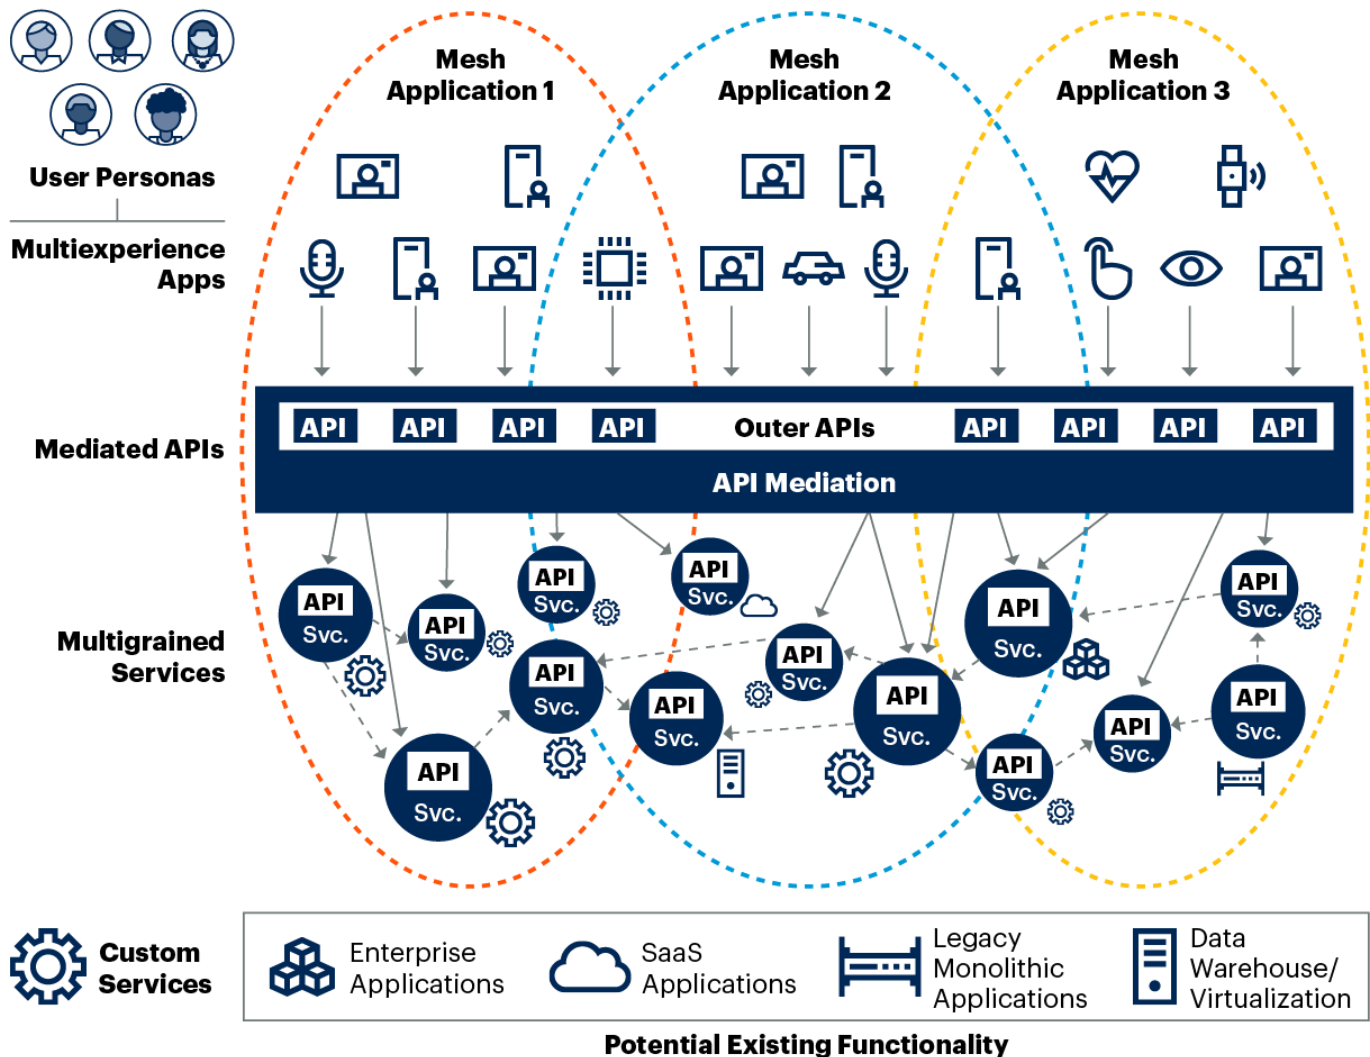 Mesh
Application 1
Mesh
Application 2
Mesh
Application 3
User Personas
Multiexperience
Apps
Mediated APIs
API
API
API
API
Outer APIs
API
API
API
API
API Mediation
Multigrained
Services
API
Svc.
API
Svc.
API
Svc.
API
Svc.
API
Svc.
API
Svc.
API
Svc.
API
Svc.
API
Svc.
API
Svc.
API
Svc.
API
Svc.
API
Svc.
API
Svc.
Custom
Services
Enterprise
Applications
SaaS
Applications
Legacy
Monolithic
Applications
Data
Warehouse/
Virtualization
Potential Existing Functionality